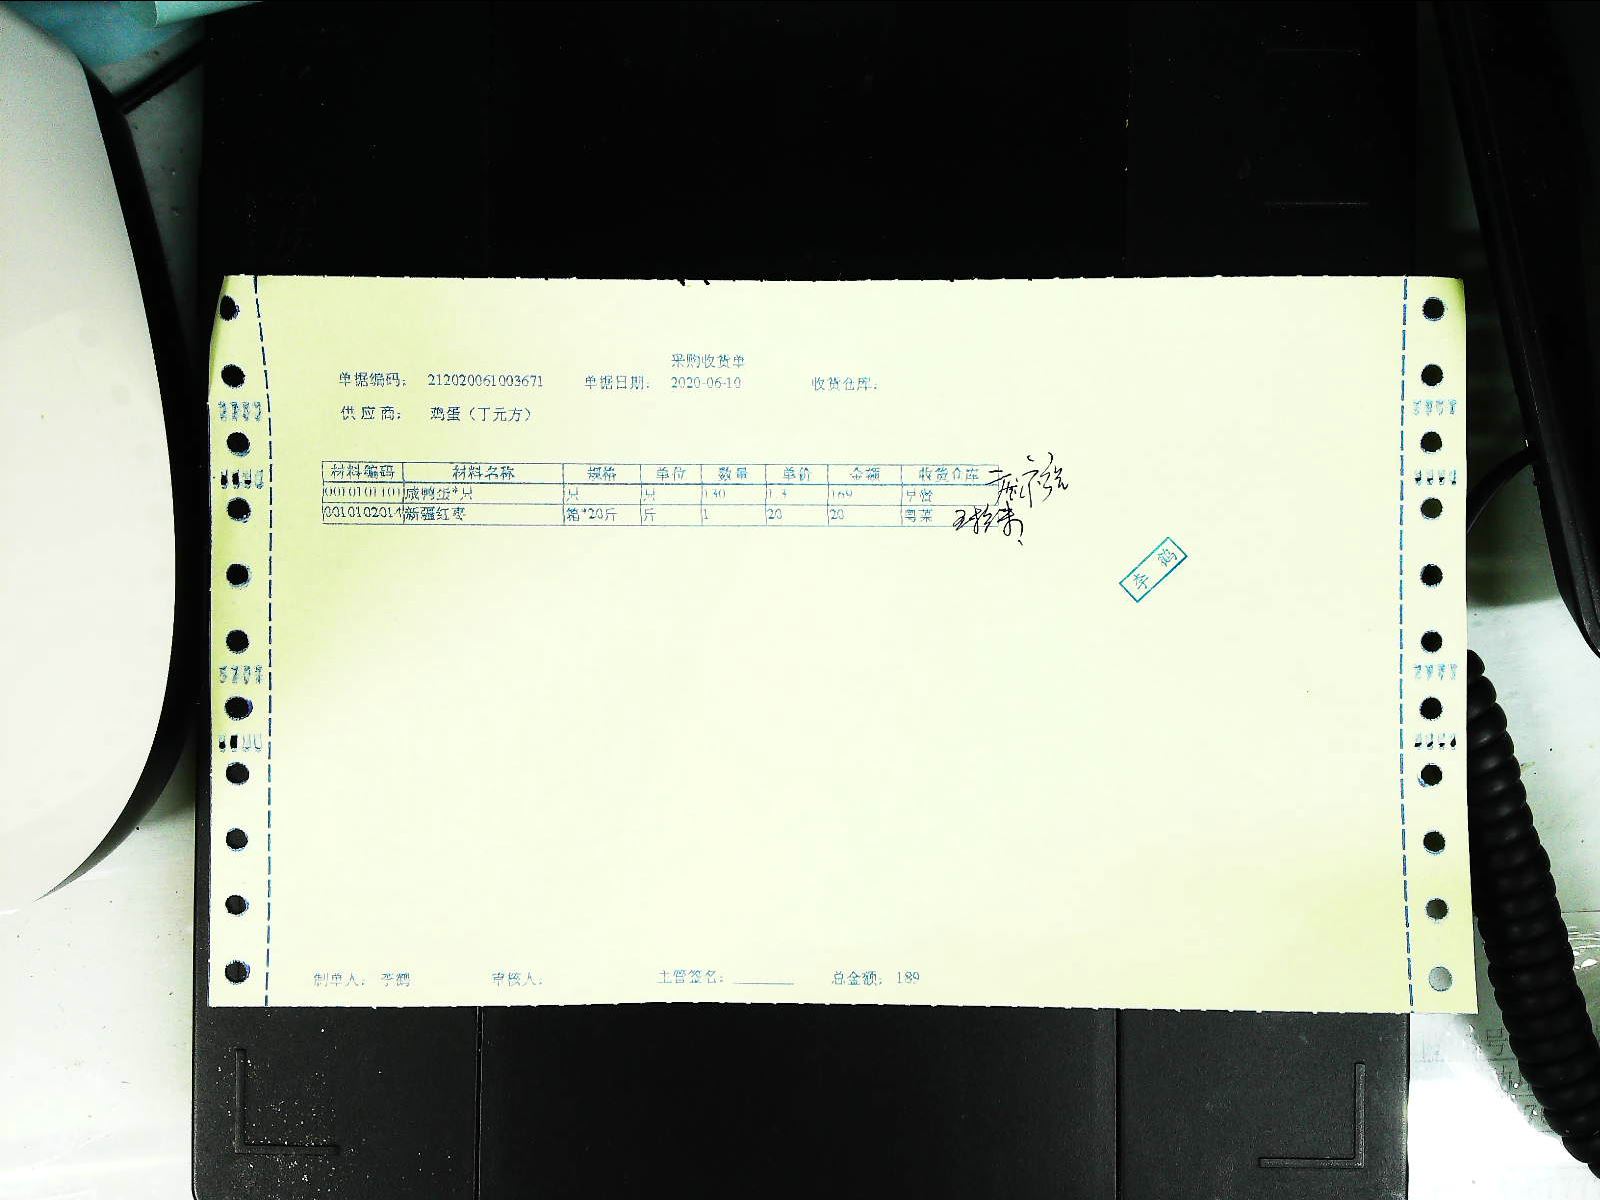 采购收货单
单据编码： 212020061003671 单据日期： 2020-06-10 收货仓库：
供应商： 鸡蛋（丁元方）
材料编码 材料名称 规格 单位 数量 单价 金额 收货仓库
0010101101 咸鸭蛋*只 只 只 130 1.3 169 早餐
0010102014 新疆红枣 箱*20斤 斤 1 20 20 粤菜
李鹤
制单人： 李鹤 审核人： 主管签名：________ 总金额： 189